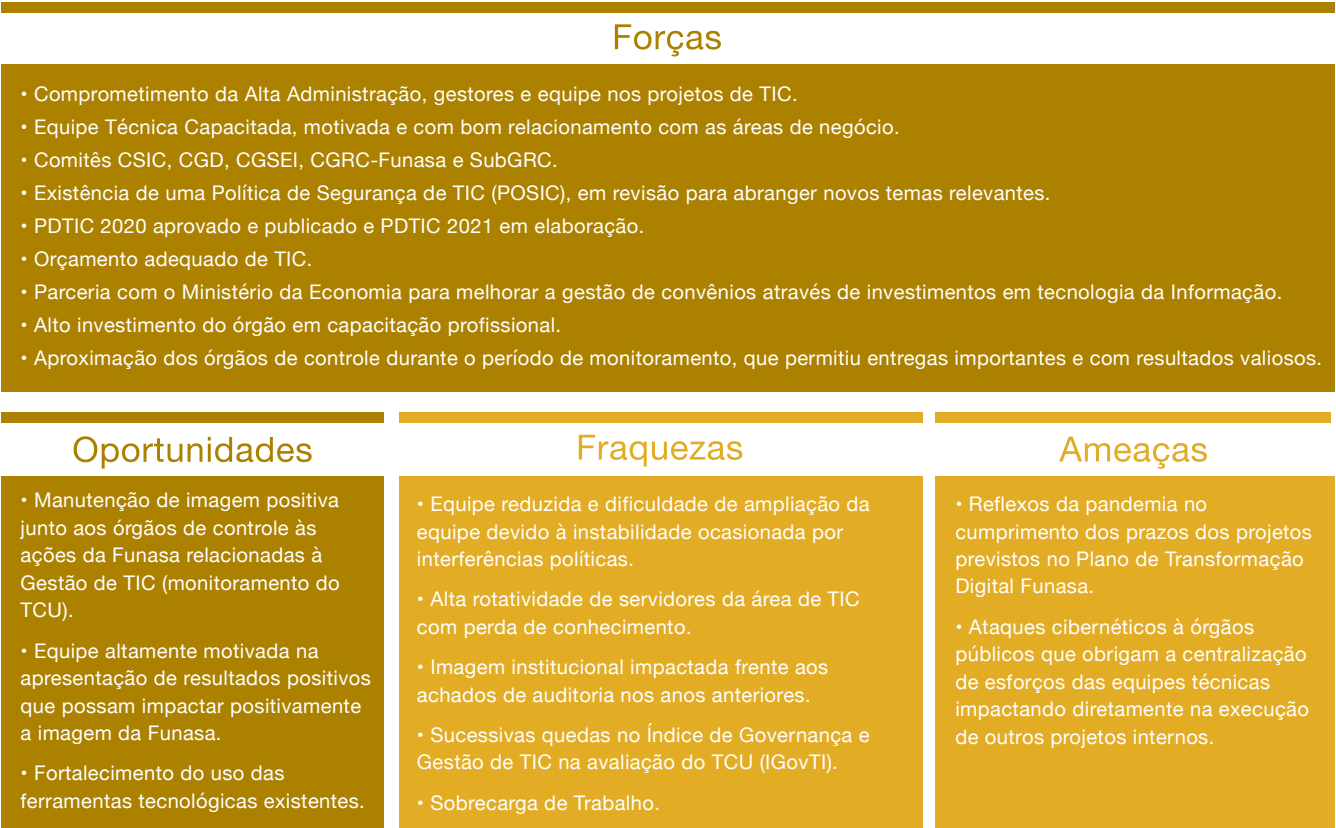 Forças
• Comprometimento da Alta Administração, gestores e equipe nos projetos de TIC.
• Equipe Técnica Capacitada, motivada e com bom relacionamento com as áreas de negócio.
• Comitês CSIC, CGD, CGSEI, CGRC-Funasa e SubGRC.
• Existência de uma Política de Segurança de TIC (POSIC), em revisão para abranger novos temas relevantes.
• PDTIC 2020 aprovado e publicado e PDTIC 2021 em elaboração.
• Orçamento adequado de TIC.
• Parceria com o Ministério da Economia para melhorar a gestão de convênios através de investimentos em tecnologia da Informação.
• Alto investimento do órgão em capacitação profissional.
• Aproximação dos órgãos de controle durante o período de monitoramento, que permitiu entregas importantes e com resultados valiosos.
Oportunidades
• Manutenção de imagem positiva
junto aos órgãos de controle às
ações da Funasa relacionadas à
Gestão de TIC (monitoramento do
TCU).
• Equipe altamente motivada na
apresentação de resultados positivos
que possam impactar positivamente
a imagem da Funasa.
• Fortalecimento do uso das
ferramentas tecnológicas existentes.
Fraquezas
• Equipe reduzida e dificuldade de ampliação da
equipe devido à instabilidade ocasionada por
interferências políticas.
• Alta rotatividade de servidores da área de TIC
com perda de conhecimento.
• Imagem institucional impactada frente aos
achados de auditoria nos anos anteriores.
• Sucessivas quedas no Índice de Governança e
Gestão de TIC na avaliação do TCU (IGovTI).
• Sobrecarga de Trabalho.
Ameaças
• Reflexos da pandemia no
cumprimento dos prazos dos projetos
previstos no Plano de Transformação
Digital Funasa.
• Ataques cibernéticos à órgãos
públicos que obrigam a centralização
de esforços das equipes técnicas
impactando diretamente na execução
de outros projetos internos.